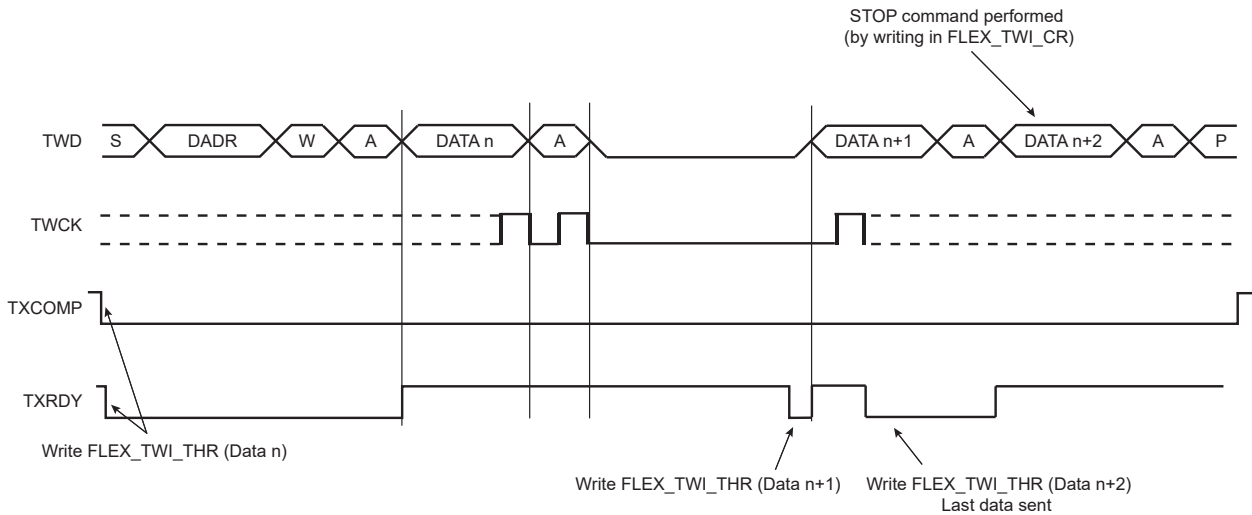 STOP command performed
(by writing in FLEX_TWI_CR)
TWD S DADR W A DATA n A DATA n+1 A DATA n+2 A P
TWCK
TXCOMP
TXRDY
Write FLEX_TWI_THR (Data n)
Write FLEX_TWI_THR (Data n+1) Write FLEX_TWI_THR (Data n+2)
Last data sent